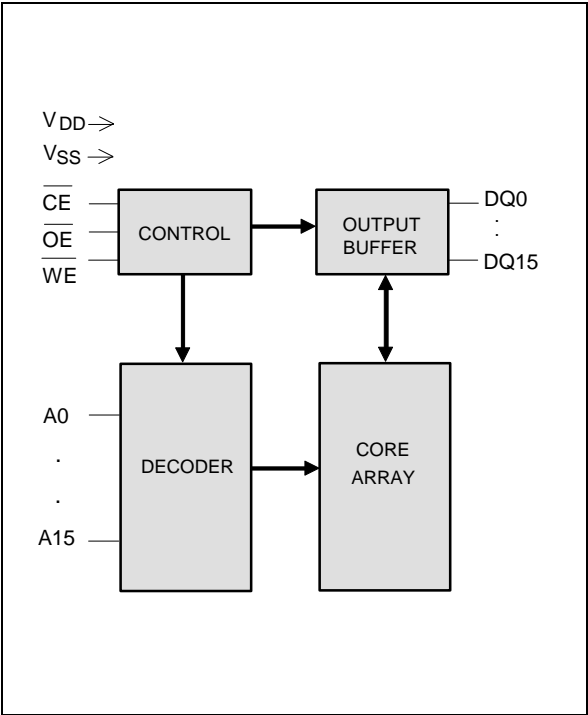 VDD
VSS
CE
OE
WE
CONTROL
OUTPUT
BUFFER
DQ0
.
.
DQ15
A0
.
.
A15
DECODER
CORE
ARRAY